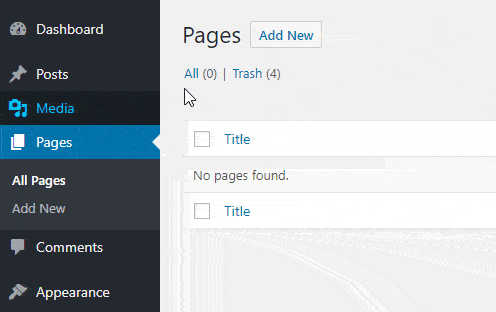 Dashboard
Posts
Media
Pages
All Pages
Add New
Comments
Appearance
Pages Add New
All (0) | Trash (4)
Title
No pages found.
Title